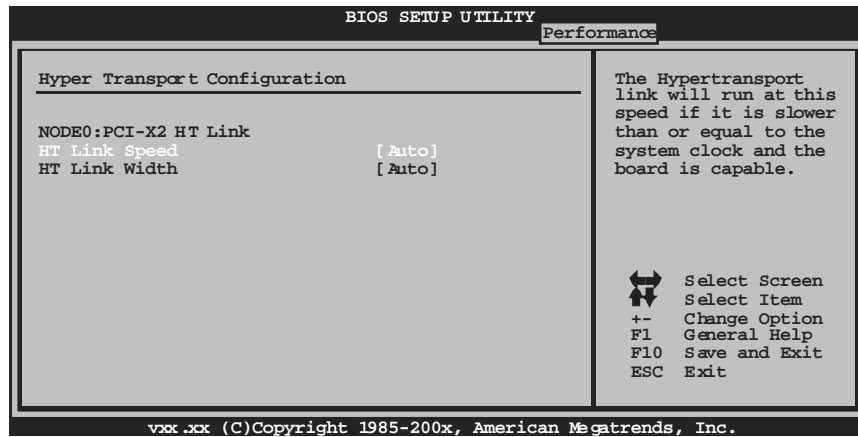 BIOS SETUP UTILITY
Performance
Hyper Transport Configuration
NODE0:PCI-X2 HT Link
HT Link Speed [Auto]
HT Link Width [Auto]
The Hypertransport
link will run at this
speed if it is slower
than or equal to the
system clock and the
board is capable.
Select Screen
Select Item
+- Change Option
F1 General Help
F10 Save and Exit
ESC Exit
vxx.xx (C)Copyright 1985-200x, American Megatrends, Inc.